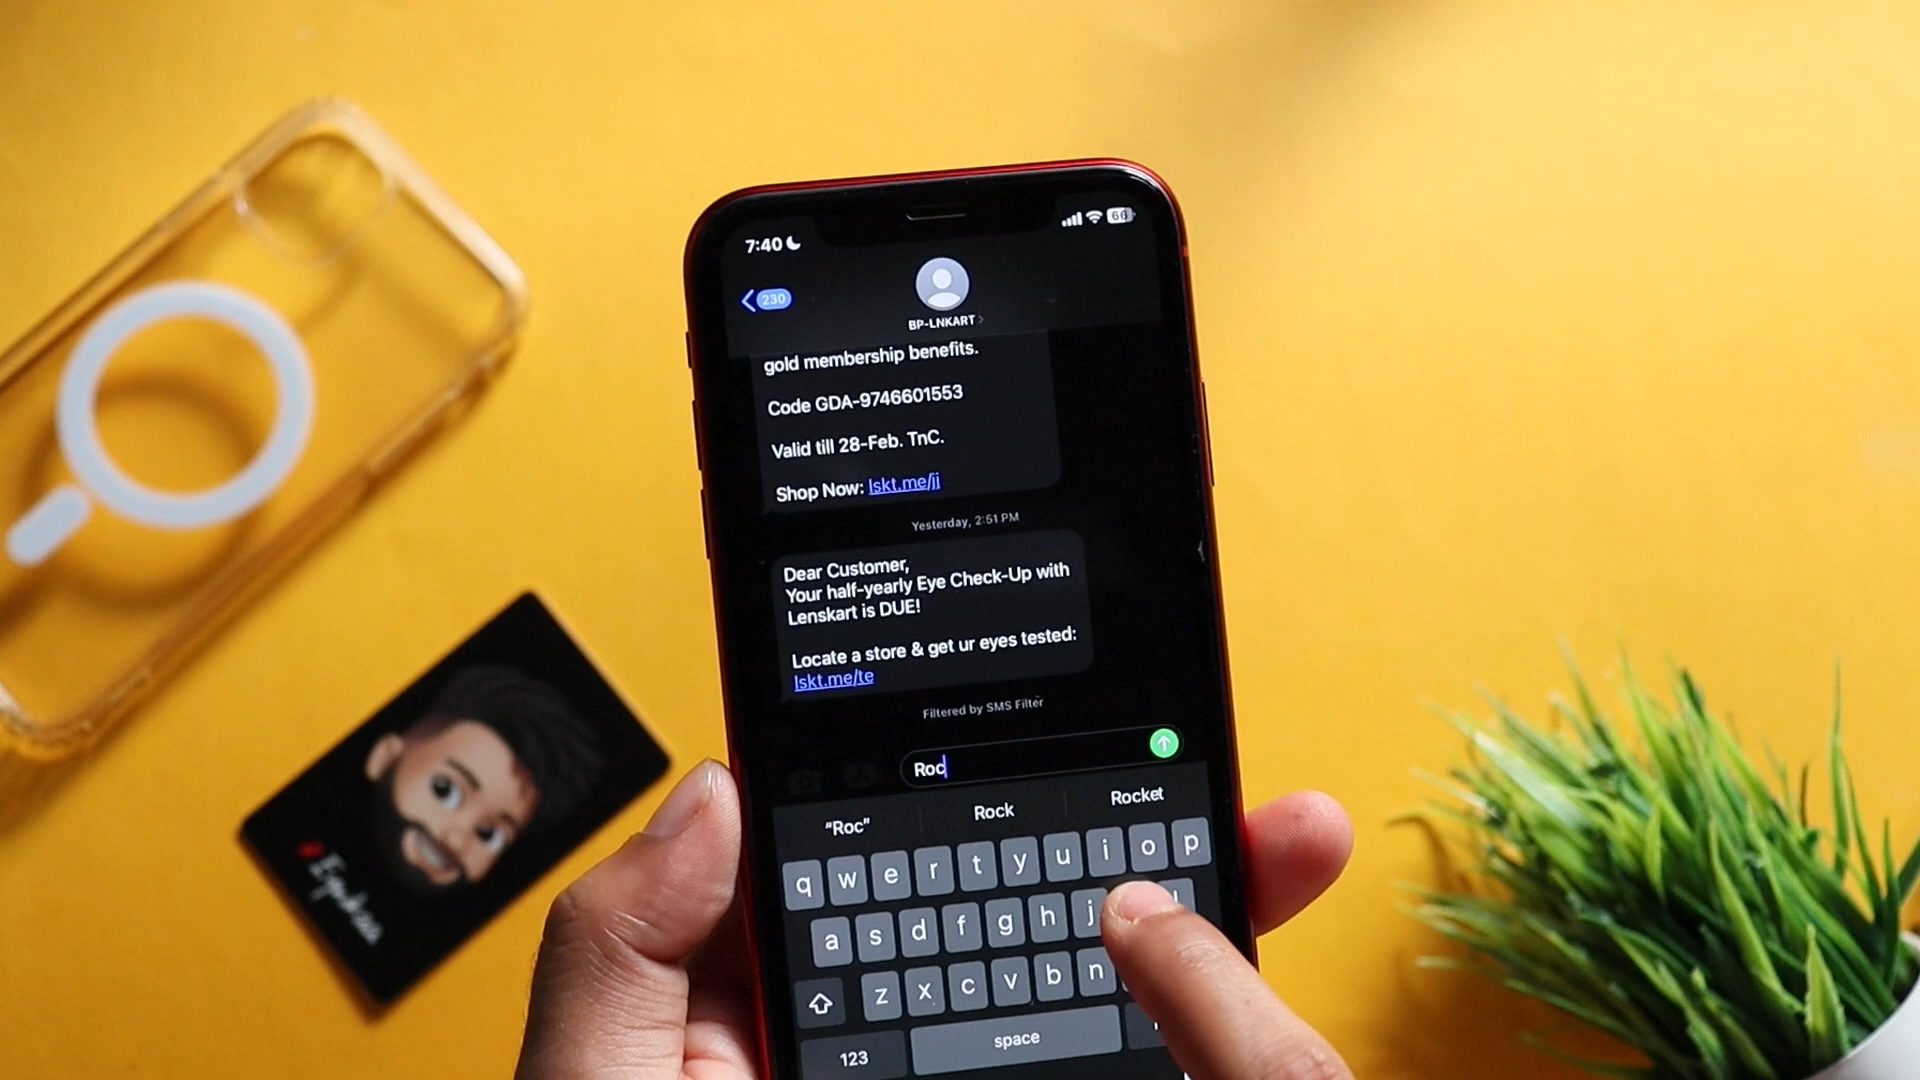 7:40
66
230
BP-LNKART
gold membership benefits.
Code GDA-9746601553
Valid till 28-Feb. TnC.
Shop Now: lskt.me/jj
Yesterday, 2:51 PM
Dear Customer,
Your half-yearly Eye Check-Up with
Lenskart is DUE!
Locate a store & get ur eyes tested:
lskt.me/te
Filtered by SMS Filter
Roc
“Roc” Rock Rocket
q w e r t y u i o p
a s d f g h j
z x c v b n
123 space